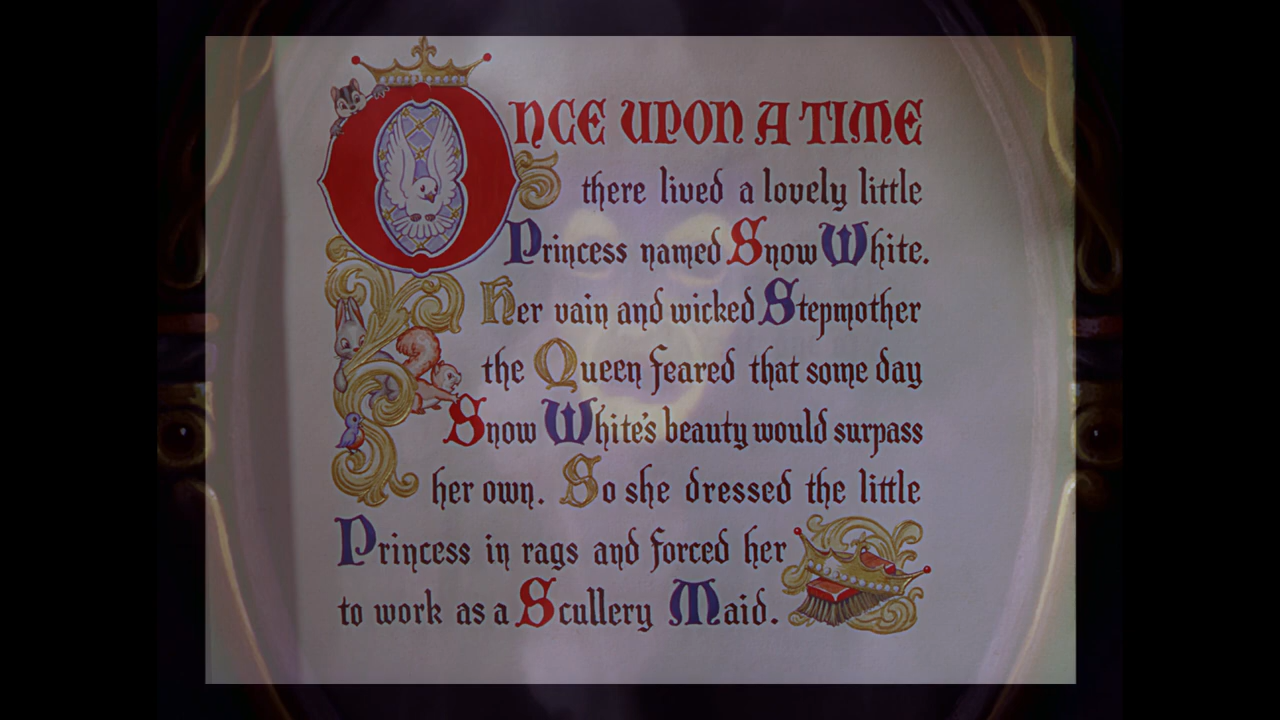 ONCE UPON A TIME
there lived a lovely little
Princess named Snow White.
Her vain and wicked Stepmother
the Queen feared that some day
Snow White's beauty would surpass
her own. So she dressed the little
Princess in rags and forced her
to work as a Scullery Maid.